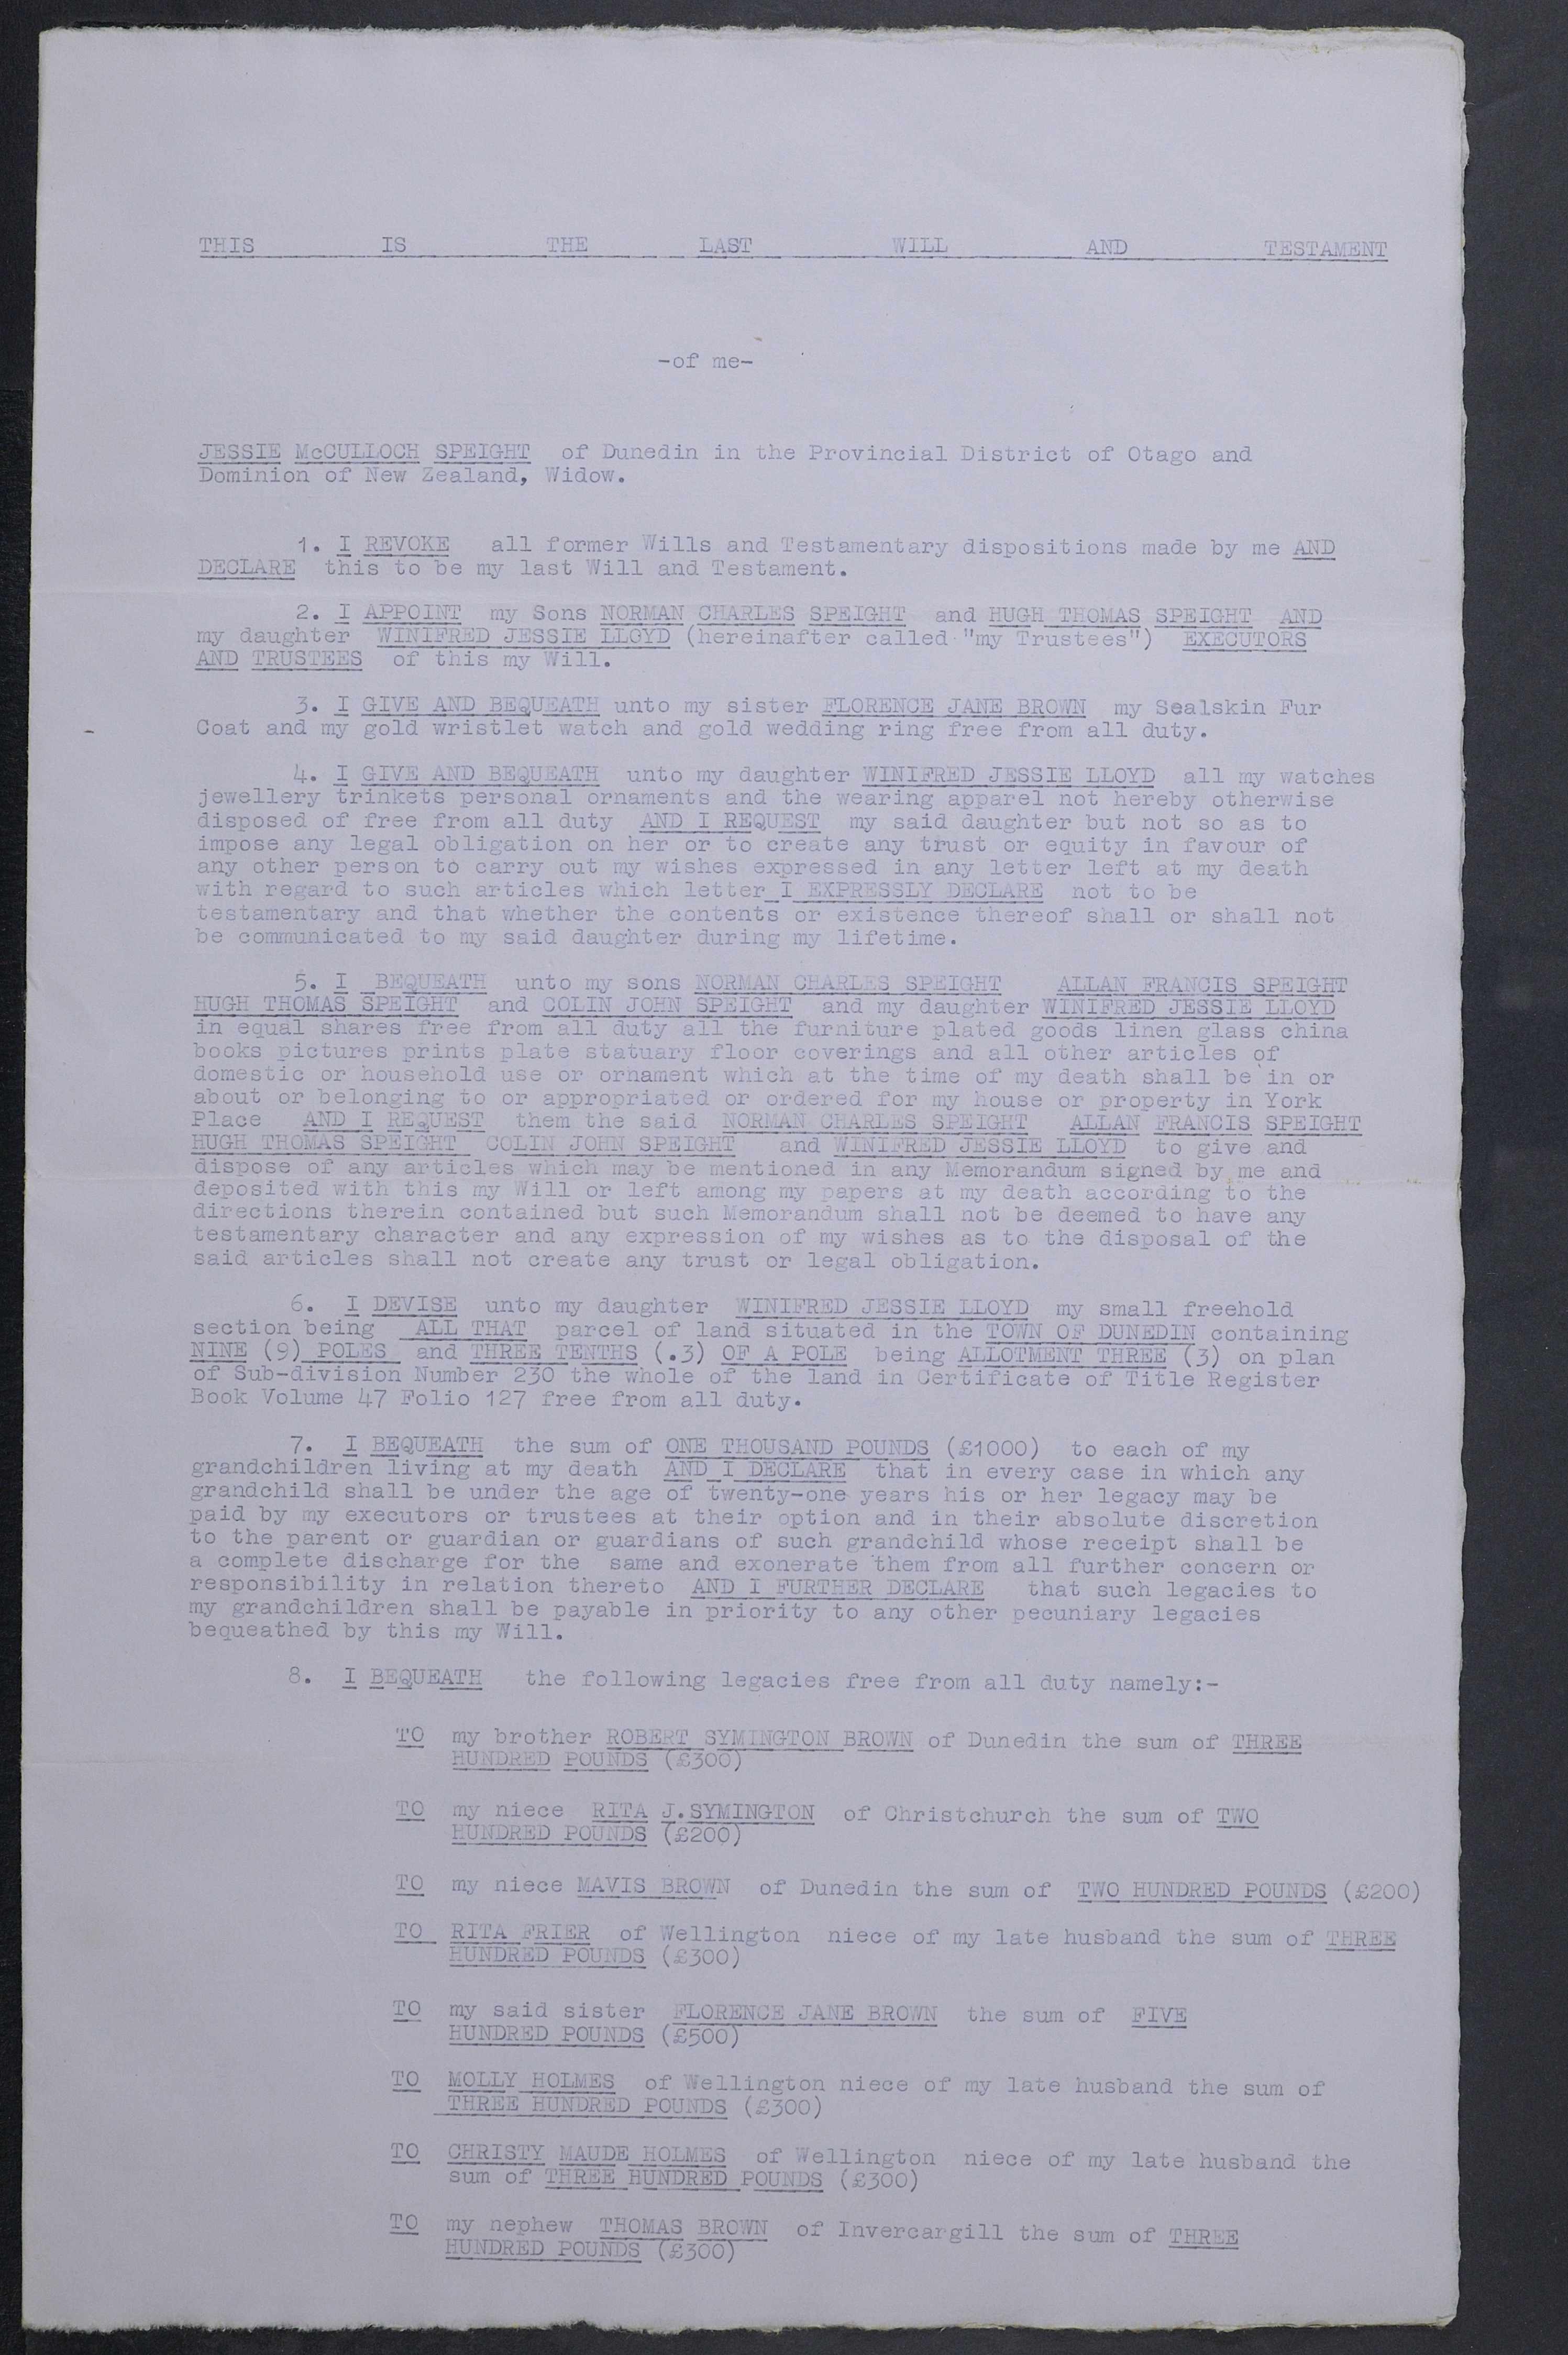 THIS IS THE LAST WILL AND TESTAMENT
-of me-
JESSIE McCULLOCH SPEIGHT of Dunedin in the Provincial District of Otago and
Dominion of New Zealand, Widow.
1. I REVOKE all former Wills and Testamentary dispositions made by me AND
DECLARE this to be my last Will and Testament.
2. I APPOINT my Sons NORMAN CHARLES SPEIGHT and HUGH THOMAS SPEIGHT AND
my daughter WINIFRED JESSIE LLOYD (hereinafter called "my Trustees") EXECUTORS
AND TRUSTEES of this my Will.
3. I GIVE AND BEQUEATH unto my sister FLORENCE JANE BROWN my Sealskin Fur
Coat and my gold wristlet watch and gold wedding ring free from all duty.
4. I GIVE AND BEQUEATH unto my daughter WINIFRED JESSIE LLOYD all my watches
jewellery trinkets personal ornaments and the wearing apparel not hereby otherwise
disposed of free from all duty AND I REQUEST my said daughter but not so as to
impose any legal obligation on her or to create any trust or equity in favour of
any other person to carry out my wishes expressed in any letter left at my death
with regard to such articles which letter I EXPRESSLY DECLARE not to be
testamentary and that whether the contents or existence thereof shall or shall not
be communicated to my said daughter during my lifetime.
5. I BEQUEATH unto my sons NORMAN CHARLES SPEIGHT ALLAN FRANCIS SPEIGHT
HUGH THOMAS SPEIGHT and COLIN JOHN SPEIGHT and my daughter WINIFRED JESSIE LLOYD
in equal shares free from all duty all the furniture plated goods linen glass china
books pictures prints plate statuary floor coverings and all other articles of
domestic or household use or ornament which at the time of my death shall be in or
about or belonging to or appropriated or ordered for my house or property in York
Place AND I REQUEST them the said NORMAN CHARLES SPEIGHT ALLAN FRANCIS SPEIGHT
HUGH THOMAS SPEIGHT COLIN JOHN SPEIGHT and WINIFRED JESSIE LLOYD to give and
dispose of any articles which may be mentioned in any Memorandum signed by me and
deposited with this my Will or left among my papers at my death according to the
directions therein contained but such Memorandum shall not be deemed to have any
testamentary character and any expression of my wishes as to the disposal of the
said articles shall not create any trust or legal obligation.
6. I DEVISE unto my daughter WINIFRED JESSIE LLOYD my small freehold
section being ALL THAT parcel of land situated in the TOWN OF DUNEDIN containing
NINE (9) POLES and THREE TENTHS (.3) OF A POLE being ALLOTMENT THREE (3) on plan
of Sub-division Number 230 the whole of the land in Certificate of Title Register
Book Volume 47 Folio 127 free from all duty.
7. I BEQUEATH the sum of ONE THOUSAND POUNDS (£1000) to each of my
grandchildren living at my death AND I DECLARE that in every case in which any
grandchild shall be under the age of twenty-one years his or her legacy may be
paid by my executors or trustees at their option and in their absolute discretion
to the parent or guardian or guardians of such grandchild whose receipt shall be
a complete discharge for the same and exonerate them from all further concern or
responsibility in relation thereto AND I FURTHER DECLARE that such legacies to
my grandchildren shall be payable in priority to any other pecuniary legacies
bequeathed by this my Will.
8. I BEQUEATH the following legacies free from all duty namely:-
TO my brother ROBERT SYMINGTON BROWN of Dunedin the sum of THREE
HUNDRED POUNDS (£300)
TO my niece RITA J.SYMINGTON of Christchurch the sum of TWO
HUNDRED POUNDS (£200)
TO my niece MAVIS BROWN of Dunedin the sum of TWO HUNDRED POUNDS (£200)
TO RITA FRIER of Wellington niece of my late husband the sum of THREE
HUNDRED POUNDS (£300)
TO my said sister FLORENCE JANE BROWN the sum of FIVE
HUNDRED POUNDS (£500)
TO MOLLY HOLMES of Wellington niece of my late husband the sum of
THREE HUNDRED POUNDS (£300)
TO CHRISTY MAUDE HOLMES of Wellington niece of my late husband the
sum of THREE HUNDRED POUNDS (£300)
TO my nephew THOMAS BROWN of Invercargill the sum of THREE
HUNDRED POUNDS (£300)